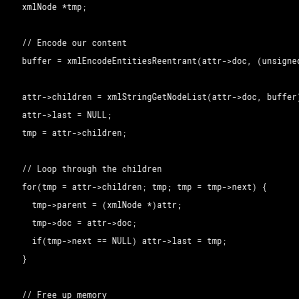 xmlNode *tmp;
// Encode our content
buffer = xmlEncodeEntitiesReentrant(attr->doc, (unsigned
attr->children = xmlStringGetNodeList(attr->doc, buffer)
attr->last = NULL;
tmp = attr->children;
// Loop through the children
for(tmp = attr->children; tmp; tmp = tmp->next) {
tmp->parent = (xmlNode *)attr;
tmp->doc = attr->doc;
if(tmp->next == NULL) attr->last = tmp;
}
// Free up memory